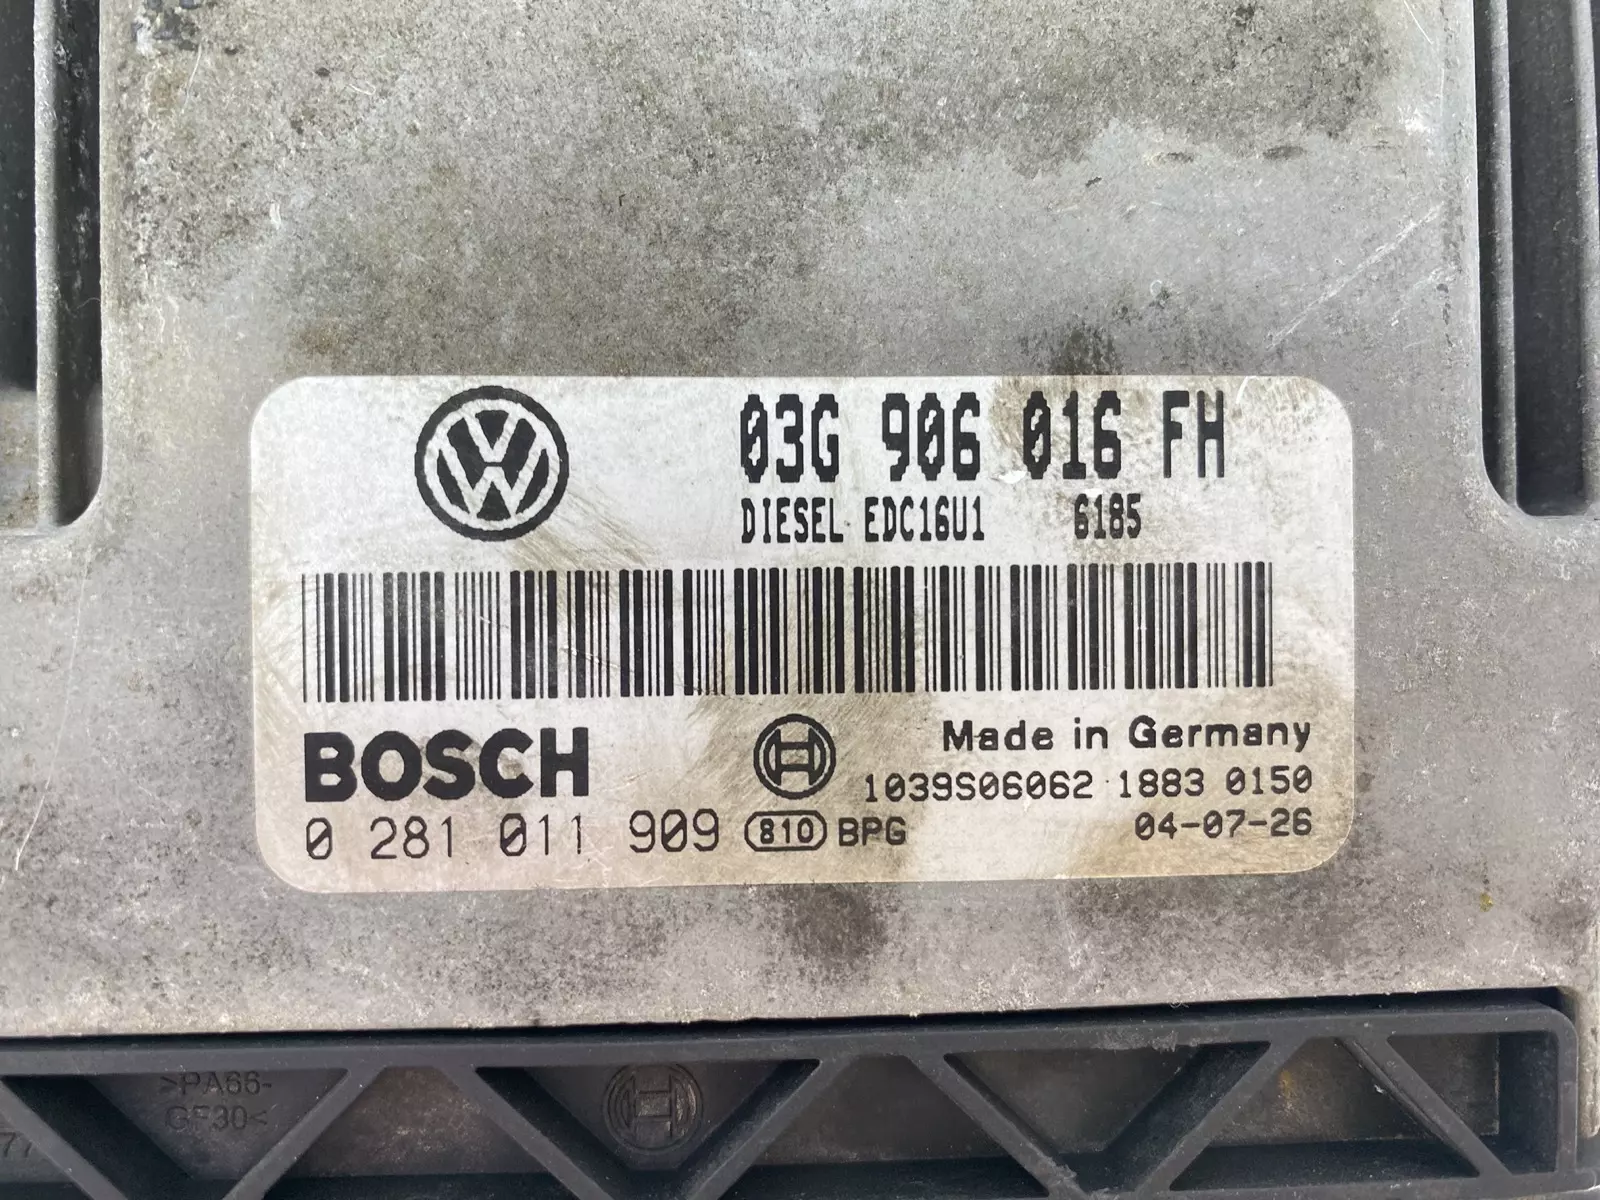 03G 906 016 FH
DIESEL EDC16U1 6185
BOSCH
Made in Germany
1039S06062 1883 0150
0 281 011 909 810 BPG 04-07-26
>PA66-
GF30<
77